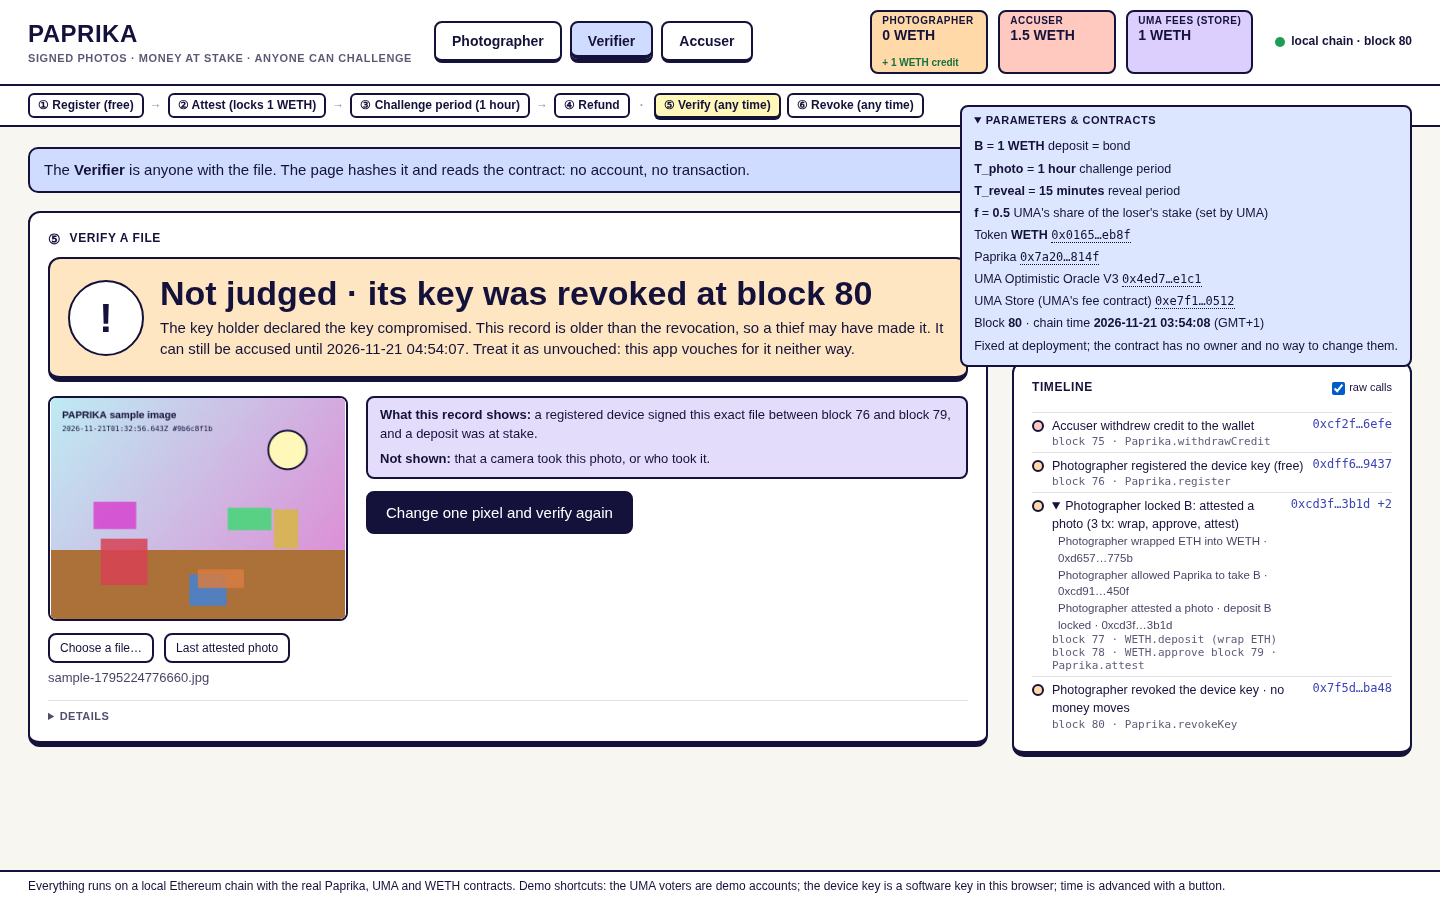 PAPRIKA
SIGNED PHOTOS · MONEY AT STAKE · ANYONE CAN CHALLENGE
Photographer
Verifier
Accuser
PHOTOGRAPHER
0 WETH
+ 1 WETH credit
ACCUSER
1.5 WETH
UMA FEES (STORE)
1 WETH
local chain · block 80
① Register (free) → ② Attest (locks 1 WETH) → ③ Challenge period (1 hour) → ④ Refund · ⑤ Verify (any time) ⑥ Revoke (any time)
▼ PARAMETERS & CONTRACTS
B = 1 WETH deposit = bond
T_photo = 1 hour challenge period
T_reveal = 15 minutes reveal period
f = 0.5 UMA's share of the loser's stake (set by UMA)
Token WETH 0x0165…eb8f
Paprika 0x7a20…814f
UMA Optimistic Oracle V3 0x4ed7…e1c1
UMA Store (UMA's fee contract) 0xe7f1…0512
Block 80 · chain time 2026-11-21 03:54:08 (GMT+1)
Fixed at deployment; the contract has no owner and no way to change them.
The Verifier is anyone with the file. The page hashes it and reads the contract: no account, no transaction.
⑤ VERIFY A FILE
!
Not judged · its key was revoked at block 80
The key holder declared the key compromised. This record is older than the revocation, so a thief may have made it. It
can still be accused until 2026-11-21 04:54:07. Treat it as unvouched: this app vouches for it neither way.
PAPRIKA sample image
2026-11-21T01:32:56.643Z #9b6c8f1b
What this record shows: a registered device signed this exact file between block 76 and block 79,
and a deposit was at stake.
Not shown: that a camera took this photo, or who took it.
Change one pixel and verify again
Choose a file…
Last attested photo
sample-1795224776660.jpg
▶ DETAILS
TIMELINE
raw calls
Accuser withdrew credit to the wallet 0xcf2f…6efe
block 75 · Paprika.withdrawCredit
Photographer registered the device key (free) 0xdff6…9437
block 76 · Paprika.register
▼ Photographer locked B: attested a 0xcd3f…3b1d +2
photo (3 tx: wrap, approve, attest)
Photographer wrapped ETH into WETH ·
0xd657…775b
Photographer allowed Paprika to take B ·
0xcd91…450f
Photographer attested a photo · deposit B
locked · 0xcd3f…3b1d
block 77 · WETH.deposit (wrap ETH)
block 78 · WETH.approve block 79 ·
Paprika.attest
Photographer revoked the device key · no 0x7f5d…ba48
money moves
block 80 · Paprika.revokeKey
Everything runs on a local Ethereum chain with the real Paprika, UMA and WETH contracts. Demo shortcuts: the UMA voters are demo accounts; the device key is a software key in this browser; time is advanced with a button.